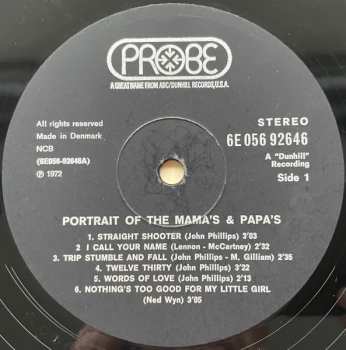 PROBE
A GREAT NAME FROM ABC/DUNHILL RECORDS, U.S.A.
All rights reserved
Made in Denmark
NCB
(6E056-92646A)
Ⓟ 1972
STEREO
6E 056 92646
A "Dunhill" Recording
Side 1
PORTRAIT OF THE MAMA'S & PAPA'S
1. STRAIGHT SHOOTER (John Phillips) 3'03
2. I CALL YOUR NAME (Lennon - McCartney) 2'32
3. TRIP STUMBLE AND FALL (John Phillips - M. Gilliam) 2'35
4. TWELVE THIRTY (John Phillips) 3'22
5. WORDS OF LOVE (John Phillips) 2'13
6. NOTHING'S TOO GOOD FOR MY LITTLE GIRL
(Ned Wyn) 3'05